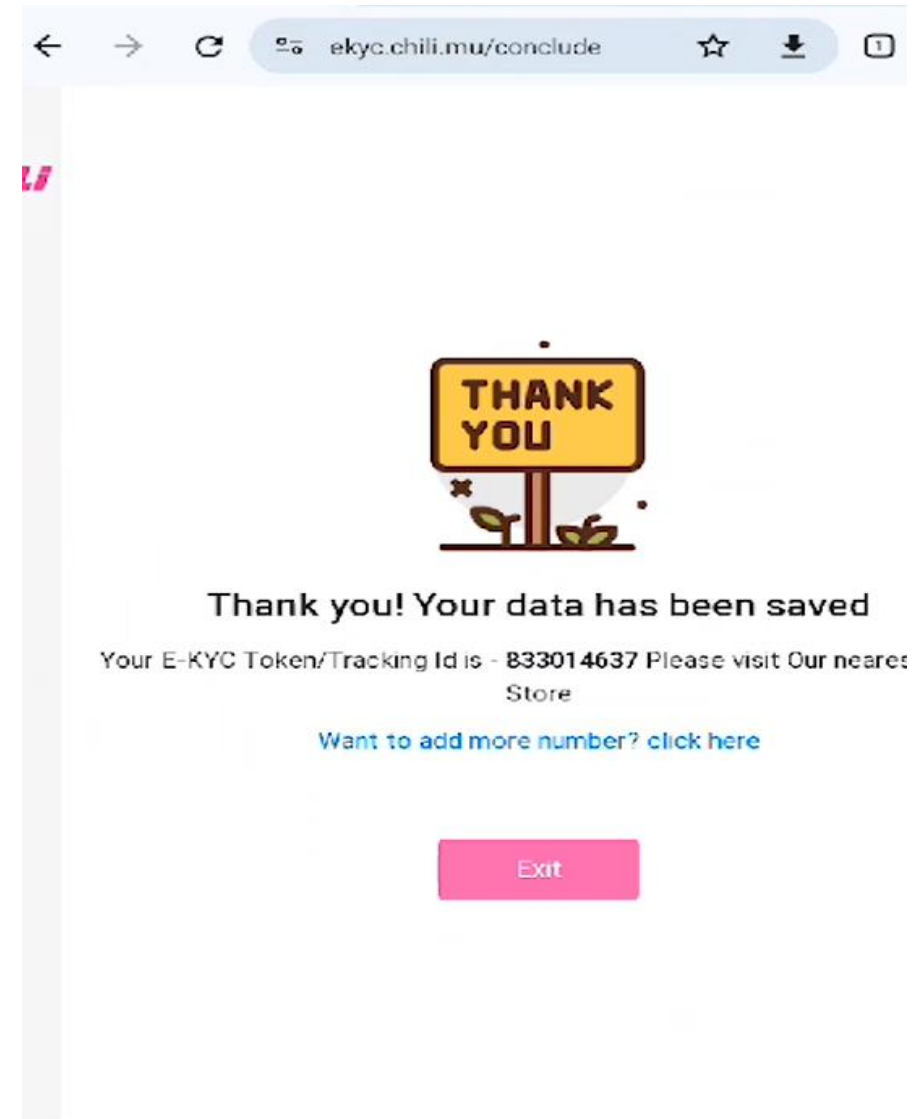 ekyc.chili.mu/conclude
1
THANK
YOU
Thank you! Your data has been saved
Your E-KYC Token/Tracking Id is - 833014637 Please visit Our neares
Store
Want to add more number? click here
Exit